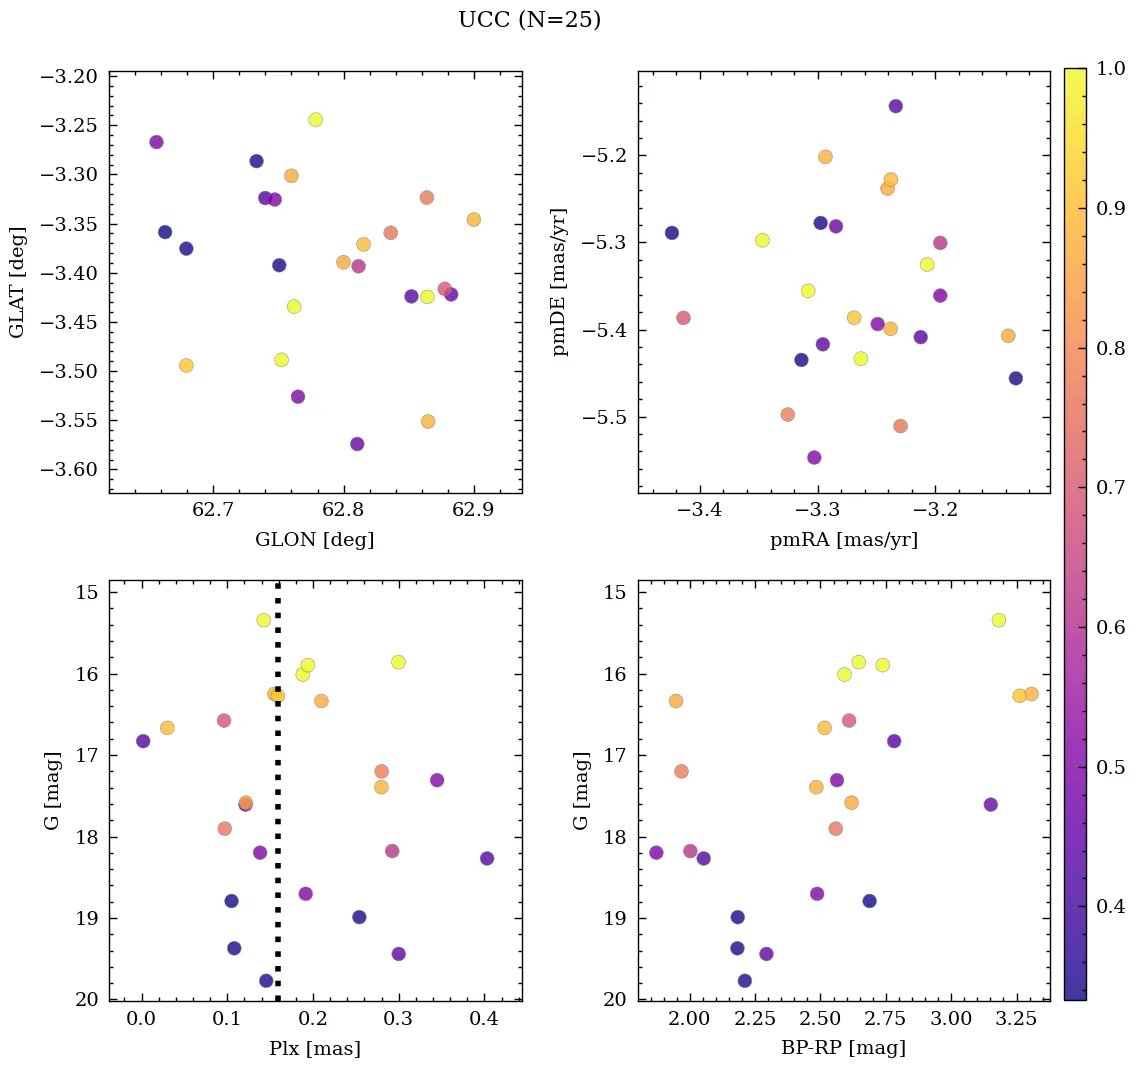 UCC (N=25)
−3.20
−3.25
−3.30
−3.35
−3.40
−3.45
−3.50
−3.55
−3.60
GLAT [deg]
62.7 62.8 62.9
GLON [deg]
−5.2
−5.3
−5.4
−5.5
pmDE [mas/yr]
−3.4 −3.3 −3.2
pmRA [mas/yr]
1.0
0.9
0.8
0.7
0.6
0.5
0.4
15
16
17
18
19
20
G [mag]
0.0 0.1 0.2 0.3 0.4
Plx [mas]
15
16
17
18
19
20
G [mag]
2.00 2.25 2.50 2.75 3.00 3.25
BP-RP [mag]